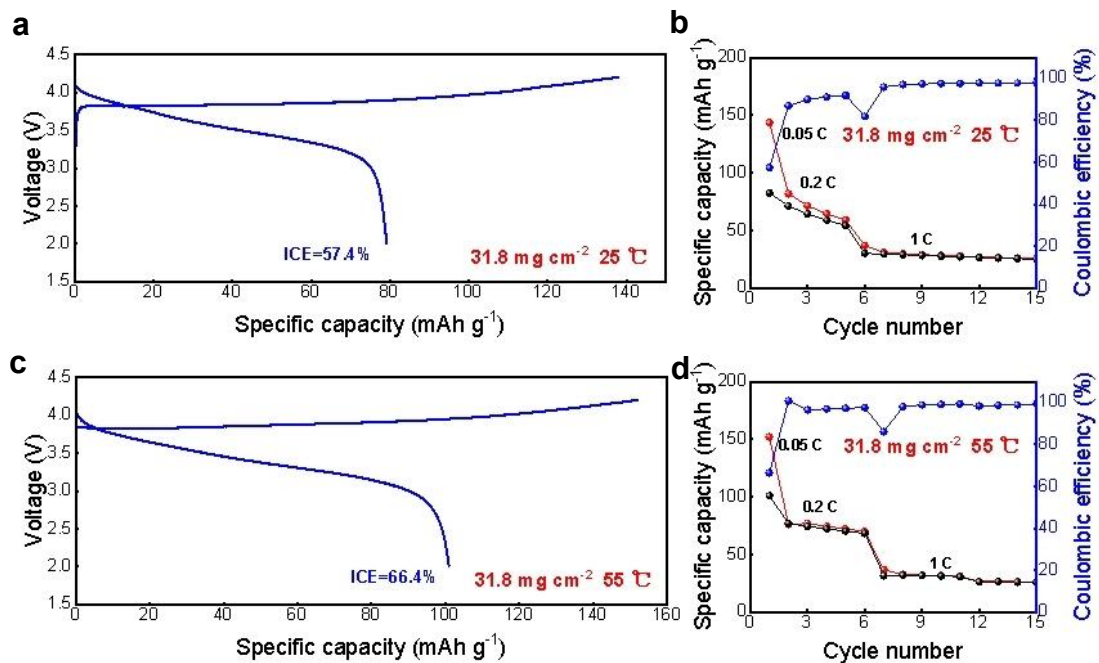 a
4.5
4.0
3.5
3.0
2.5
2.0
1.5
Voltage (V)
0 20 40 60 80 100 120 140
Specific capacity (mAh g⁻¹)
ICE=57.4%
31.8 mg cm⁻² 25 ℃
b
200
150
100
50
0
Specific capacity (mAh g⁻¹)
0 3 6 9 12 15
Cycle number
100
80
60
40
20
0
Coulombic efficiency (%)
0.05 C
31.8 mg cm⁻² 25 ℃
0.2 C
1 C
c
4.5
4.0
3.5
3.0
2.5
2.0
1.5
Voltage (V)
0 20 40 60 80 100 120 140 160
Specific capacity (mAh g⁻¹)
ICE=66.4%
31.8 mg cm⁻² 55 ℃
d
200
150
100
50
0
Specific capacity (mAh g⁻¹)
0 3 6 9 12 15
Cycle number
100
80
60
40
20
0
Coulombic efficiency (%)
0.05 C
31.8 mg cm⁻² 55 ℃
0.2 C
1 C